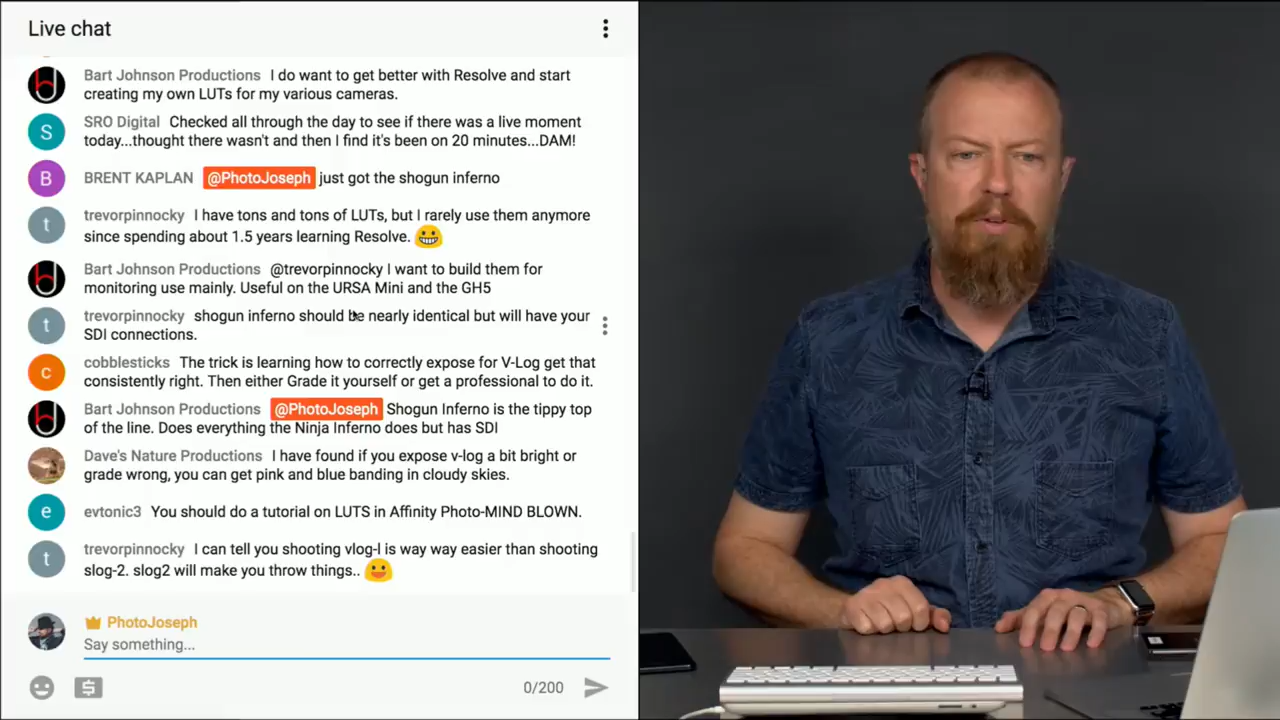 Live chat
Bart Johnson Productions I do want to get better with Resolve and start
creating my own LUTs for my various cameras.
S
SRO Digital Checked all through the day to see if there was a live moment
today...thought there wasn't and then I find it's been on 20 minutes...DAM!
B
BRENT KAPLAN @PhotoJoseph just got the shogun inferno
t
trevorpinnocky I have tons and tons of LUTs, but I rarely use them anymore
since spending about 1.5 years learning Resolve.
Bart Johnson Productions @trevorpinnocky I want to build them for
monitoring use mainly. Useful on the URSA Mini and the GH5
t
trevorpinnocky shogun inferno should be nearly identical but will have your
SDI connections.
c
cobblesticks The trick is learning how to correctly expose for V-Log get that
consistently right. Then either Grade it yourself or get a professional to do it.
Bart Johnson Productions @PhotoJoseph Shogun Inferno is the tippy top
of the line. Does everything the Ninja Inferno does but has SDI
Dave's Nature Productions I have found if you expose v-log a bit bright or
grade wrong, you can get pink and blue banding in cloudy skies.
e
evtonic3 You should do a tutorial on LUTS in Affinity Photo-MIND BLOWN.
t
trevorpinnocky I can tell you shooting vlog-l is way way easier than shooting
slog-2. slog2 will make you throw things..
PhotoJoseph
Say something...
$
0/200